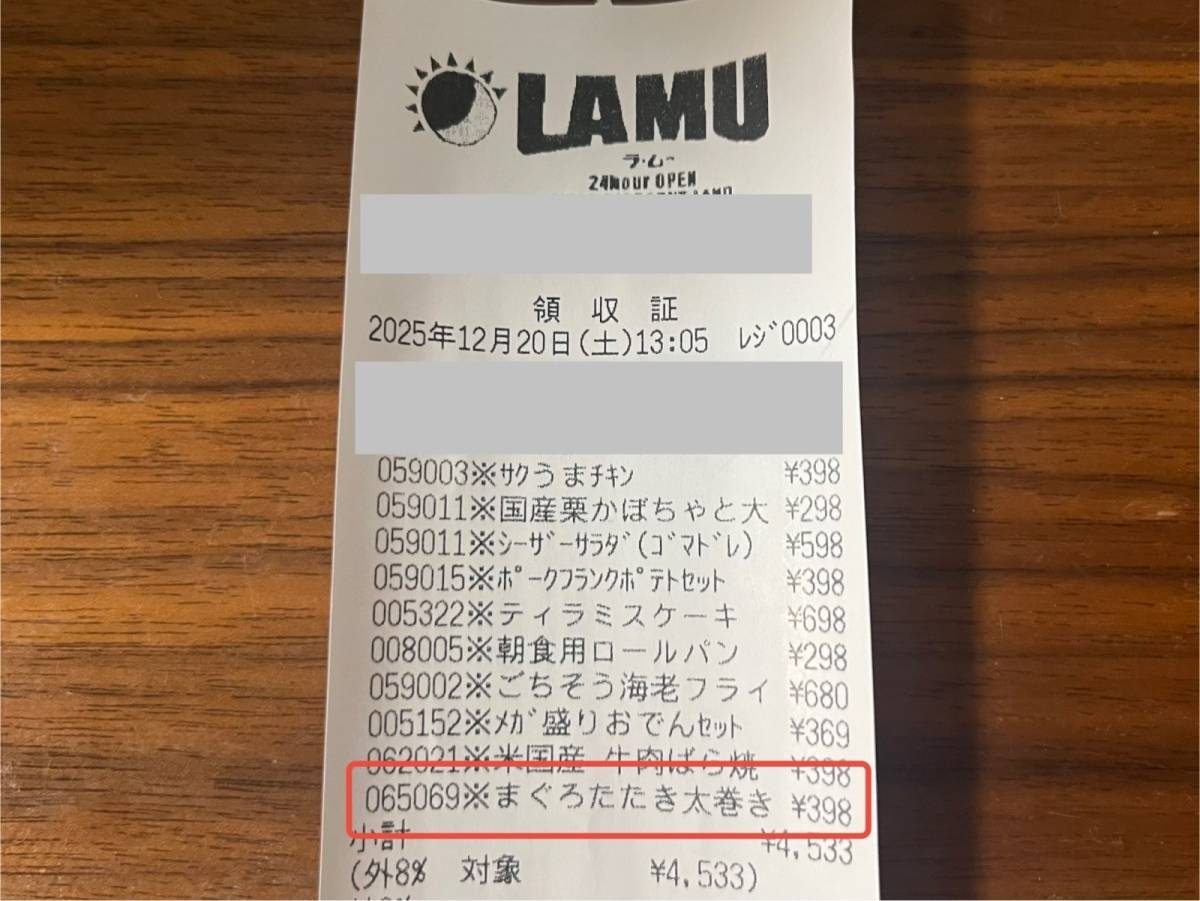 LAMU
ラ・ムー
24hour OPEN
領収証
2025年12月20日(土)13:05 ﾚｼﾞ0003
059003※ｻｸうまﾁｷﾝ ¥398
059011※国産栗かぼちゃと大 ¥298
059011※ｼｰｻﾞｰｻﾗﾀﾞ(ｺﾞﾏﾄﾞﾚ) ¥598
059015※ﾎﾟｰｸﾌﾗﾝｸﾎﾟﾃﾄｾｯﾄ ¥398
005322※ティラミスケーキ ¥698
008005※朝食用ロールパン ¥298
059002※ごちそう海老フライ ¥680
005152※ﾒｶﾞ盛りおでんｾｯﾄ ¥369
062021※米国産 牛肉ばら焼 ¥398
065069※まぐろたたき太巻き ¥398
小計 ¥4,533
(外8% 対象 ¥4,533)